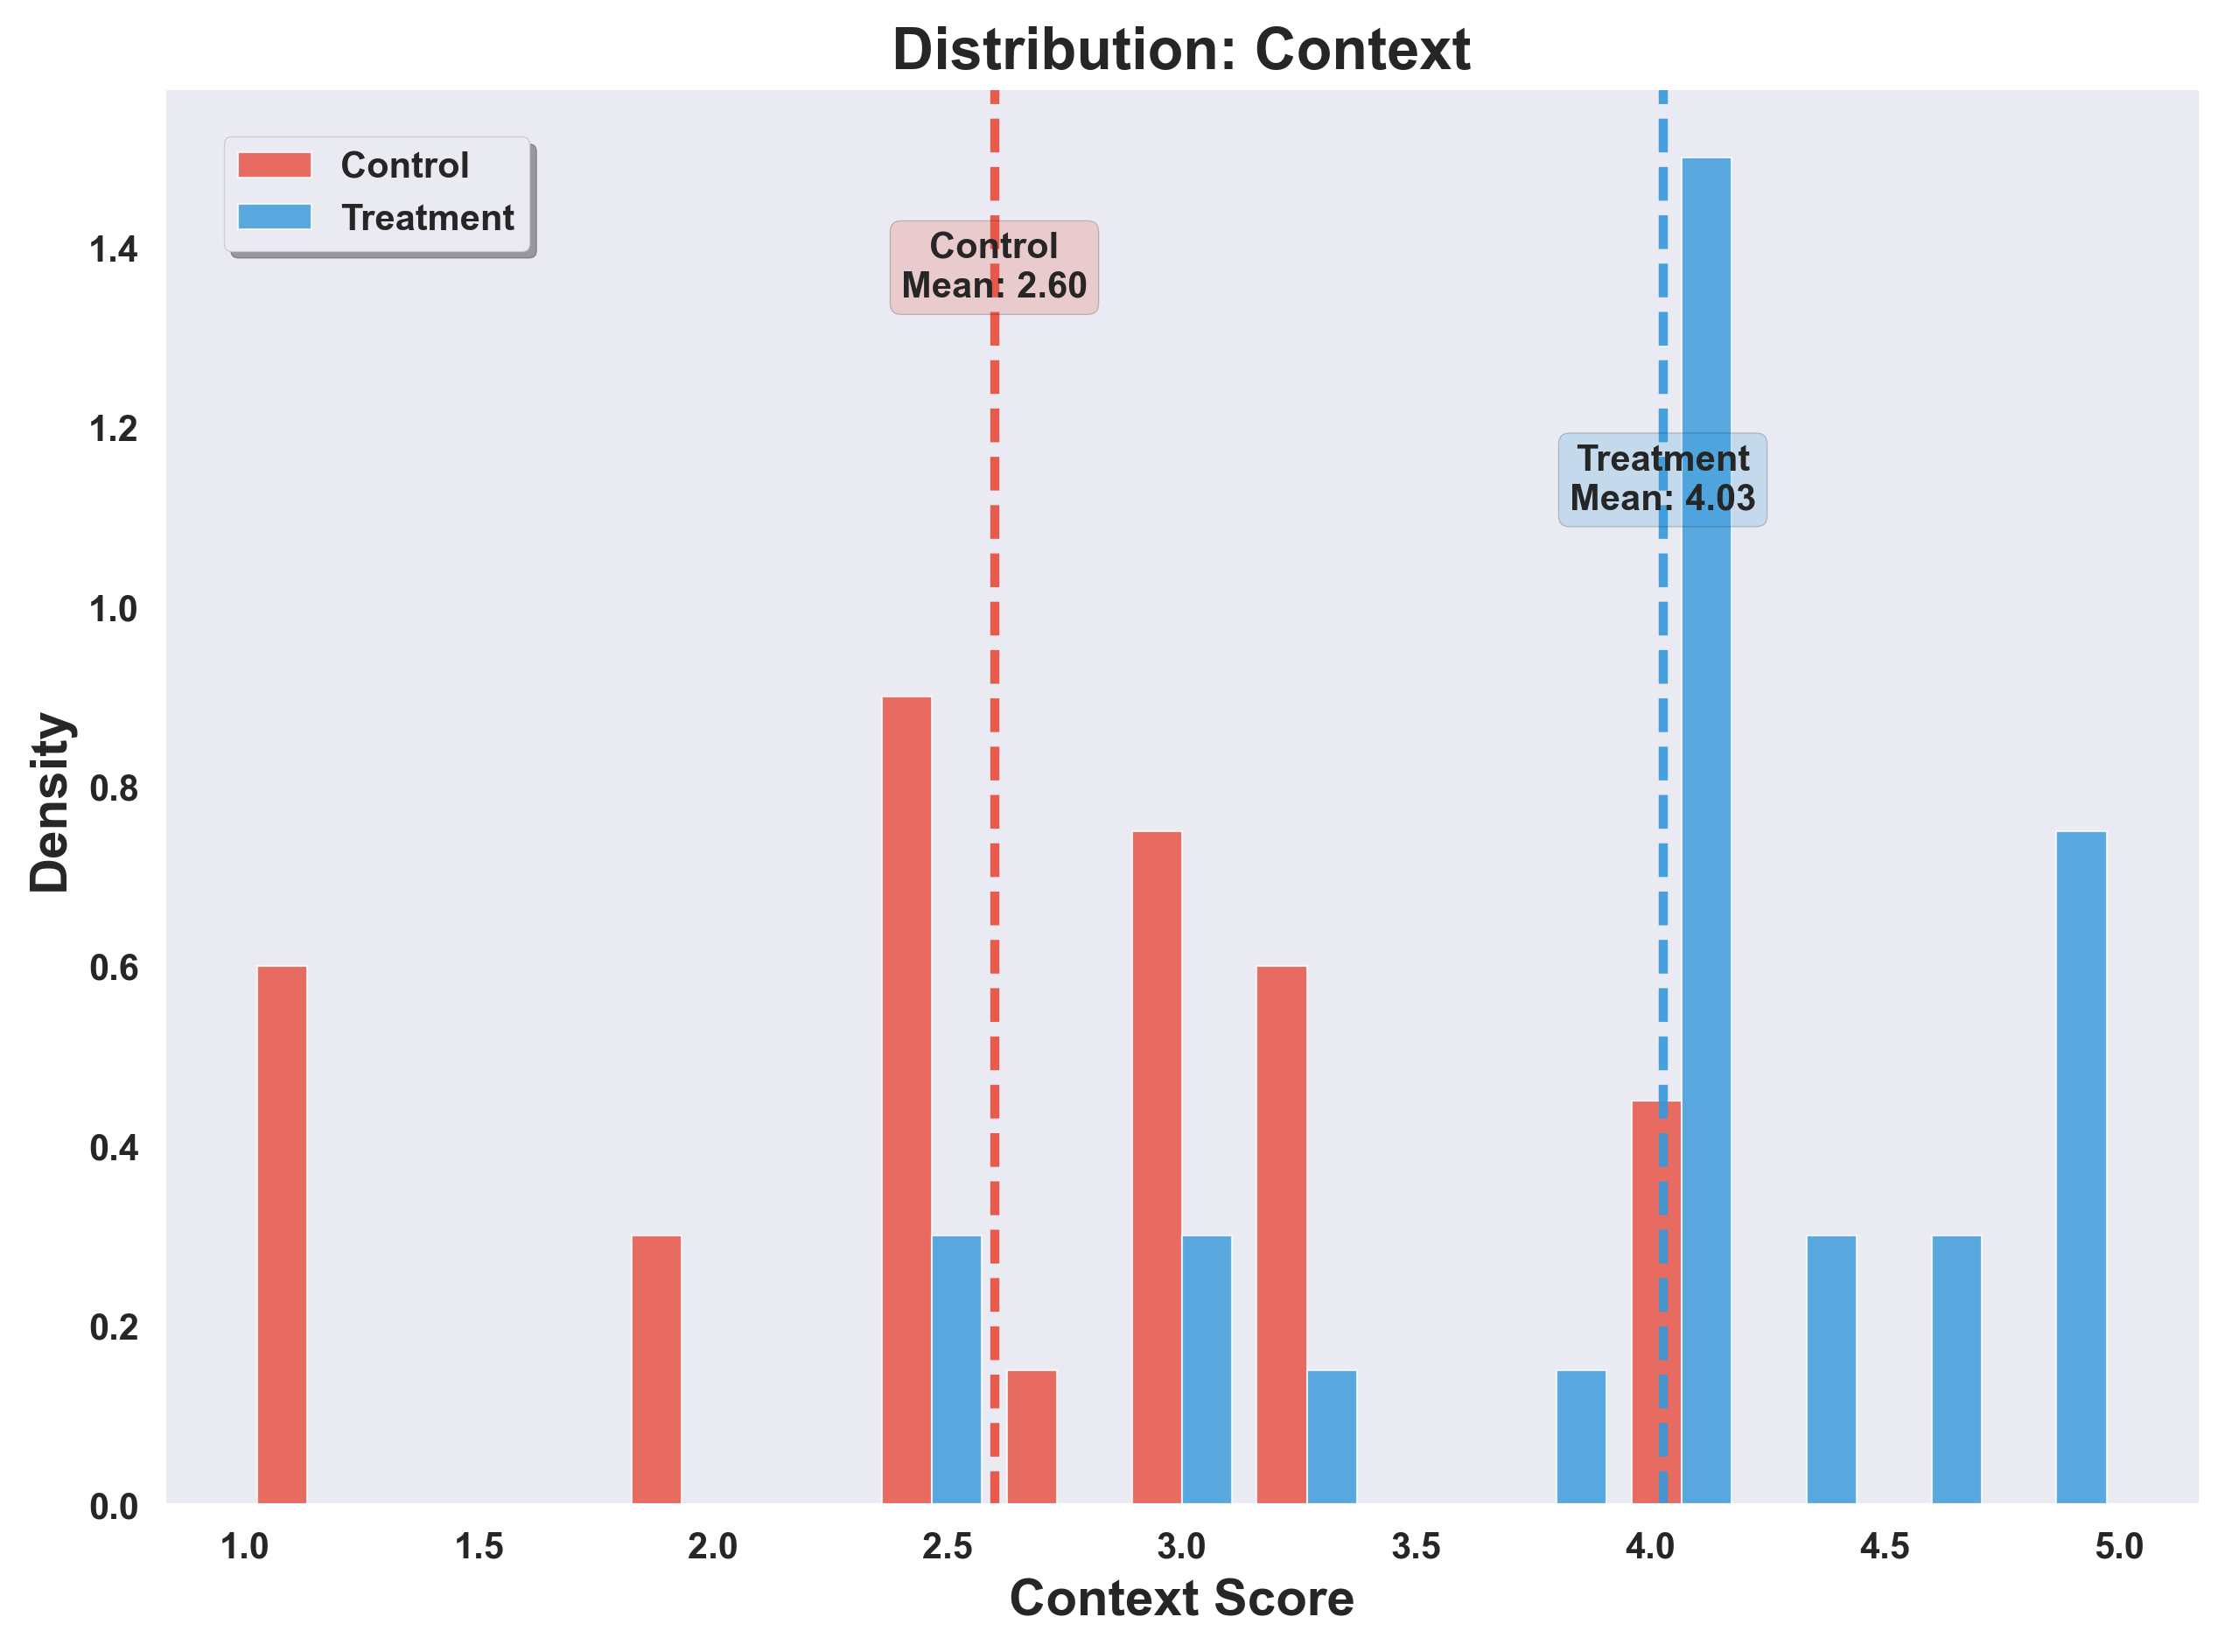 Distribution: Context
Control
Treatment
Control
Mean: 2.60
Treatment
Mean: 4.03
Density
1.4
1.2
1.0
0.8
0.6
0.4
0.2
0.0
1.0 1.5 2.0 2.5 3.0 3.5 4.0 4.5 5.0
Context Score